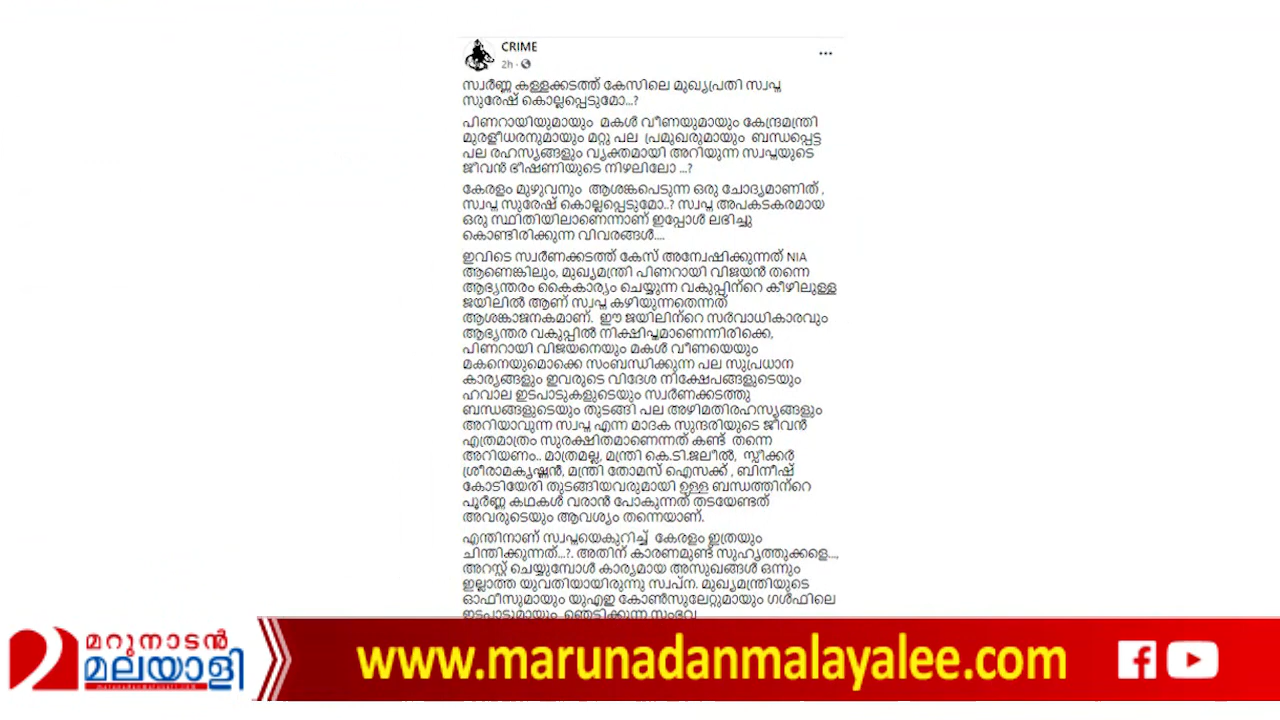 CRIME
2h ·
സ്വർണ്ണ കള്ളക്കടത്ത് കേസിലെ മുഖ്യപ്രതി സ്വപ്ന
സുരേഷ് കൊല്ലപ്പെടുമോ...?
പിണറായിയുമായും മകൾ വീണയുമായും കേന്ദ്രമന്ത്രി
മുരളീധരനുമായും മറ്റു പല പ്രമുഖരുമായും ബന്ധപ്പെട്ട
പല രഹസ്യങ്ങളും വ്യക്തമായി അറിയുന്ന സ്വപ്നയുടെ
ജീവൻ ഭീഷണിയുടെ നിഴലിലോ ...?
കേരളം മുഴുവനും ആശങ്കപെടുന്ന ഒരു ചോദ്യമാണിത് ,
സ്വപ്ന സുരേഷ് കൊല്ലപ്പെടുമോ..? സ്വപ്ന അപകടകരമായ
ഒരു സ്ഥിതിയിലാണെന്നാണ് ഇപ്പോൾ ലഭിച്ചു
കൊണ്ടിരിക്കുന്ന വിവരങ്ങൾ....
ഇവിടെ സ്വർണക്കടത്ത് കേസ് അന്വേഷിക്കുന്നത് NIA
ആണെങ്കിലും, മുഖ്യമന്ത്രി പിണറായി വിജയൻ തന്നെ
ആഭ്യന്തരം കൈകാര്യം ചെയ്യുന്ന വകുപ്പിന്റെ കീഴിലുള്ള
ജയിലിൽ ആണ് സ്വപ്ന കഴിയുന്നതെന്നത്
ആശങ്കാജനകമാണ്. ഈ ജയിലിന്റെ സർവാധികാരവും
ആഭ്യന്തര വകുപ്പിൽ നിക്ഷിപ്തമാണെന്നിരിക്കെ,
പിണറായി വിജയനെയും മകൾ വീണയെയും
മകനെയുമൊക്കെ സംബന്ധിക്കുന്ന പല സുപ്രധാന
കാര്യങ്ങളും ഇവരുടെ വിദേശ നിക്ഷേപങ്ങളുടെയും
ഹവാല ഇടപാടുകളുടെയും സ്വർണക്കടത്തു
ബന്ധങ്ങളുടെയും തുടങ്ങി പല അഴിമതിരഹസ്യങ്ങളും
അറിയാവുന്ന സ്വപ്ന എന്ന മാദക സുന്ദരിയുടെ ജീവൻ
എത്രമാത്രം സുരക്ഷിതമാണെന്നത് കണ്ട് തന്നെ
അറിയണം.. മാത്രമല്ല, മന്ത്രി കെ.ടി.ജലീൽ, സ്പീക്കർ
ശ്രീരാമകൃഷ്ണൻ, മന്ത്രി തോമസ് ഐസക്ക് , ബിനീഷ്
കോടിയേരി തുടങ്ങിയവരുമായി ഉള്ള ബന്ധത്തിന്റെ
പൂർണ്ണ കഥകൾ വരാൻ പോകുന്നത് തടയേണ്ടത്
അവരുടെയും ആവശ്യം തന്നെയാണ്.
എന്തിനാണ് സ്വപ്നയെകുറിച്ച് കേരളം ഇത്രയും
ചിന്തിക്കുന്നത്...?. അതിന് കാരണമുണ്ട് സുഹൃത്തുക്കളെ...,
അറസ്റ്റ് ചെയ്യുമ്പോൾ കാര്യമായ അസുഖങ്ങൾ ഒന്നും
ഇല്ലാത്ത യുവതിയായിരുന്നു സ്വപ്ന. മുഖ്യമന്ത്രിയുടെ
ഓഫീസുമായും യുഎഇ കോൺസുലേറ്റുമായും ഗൾഫിലെ
ഇടപാടുമായും ഞെട്ടിക്കുന്ന സംഭവ
മറുനാടൻ
മലയാളി
www.marunadanmalayalee.com